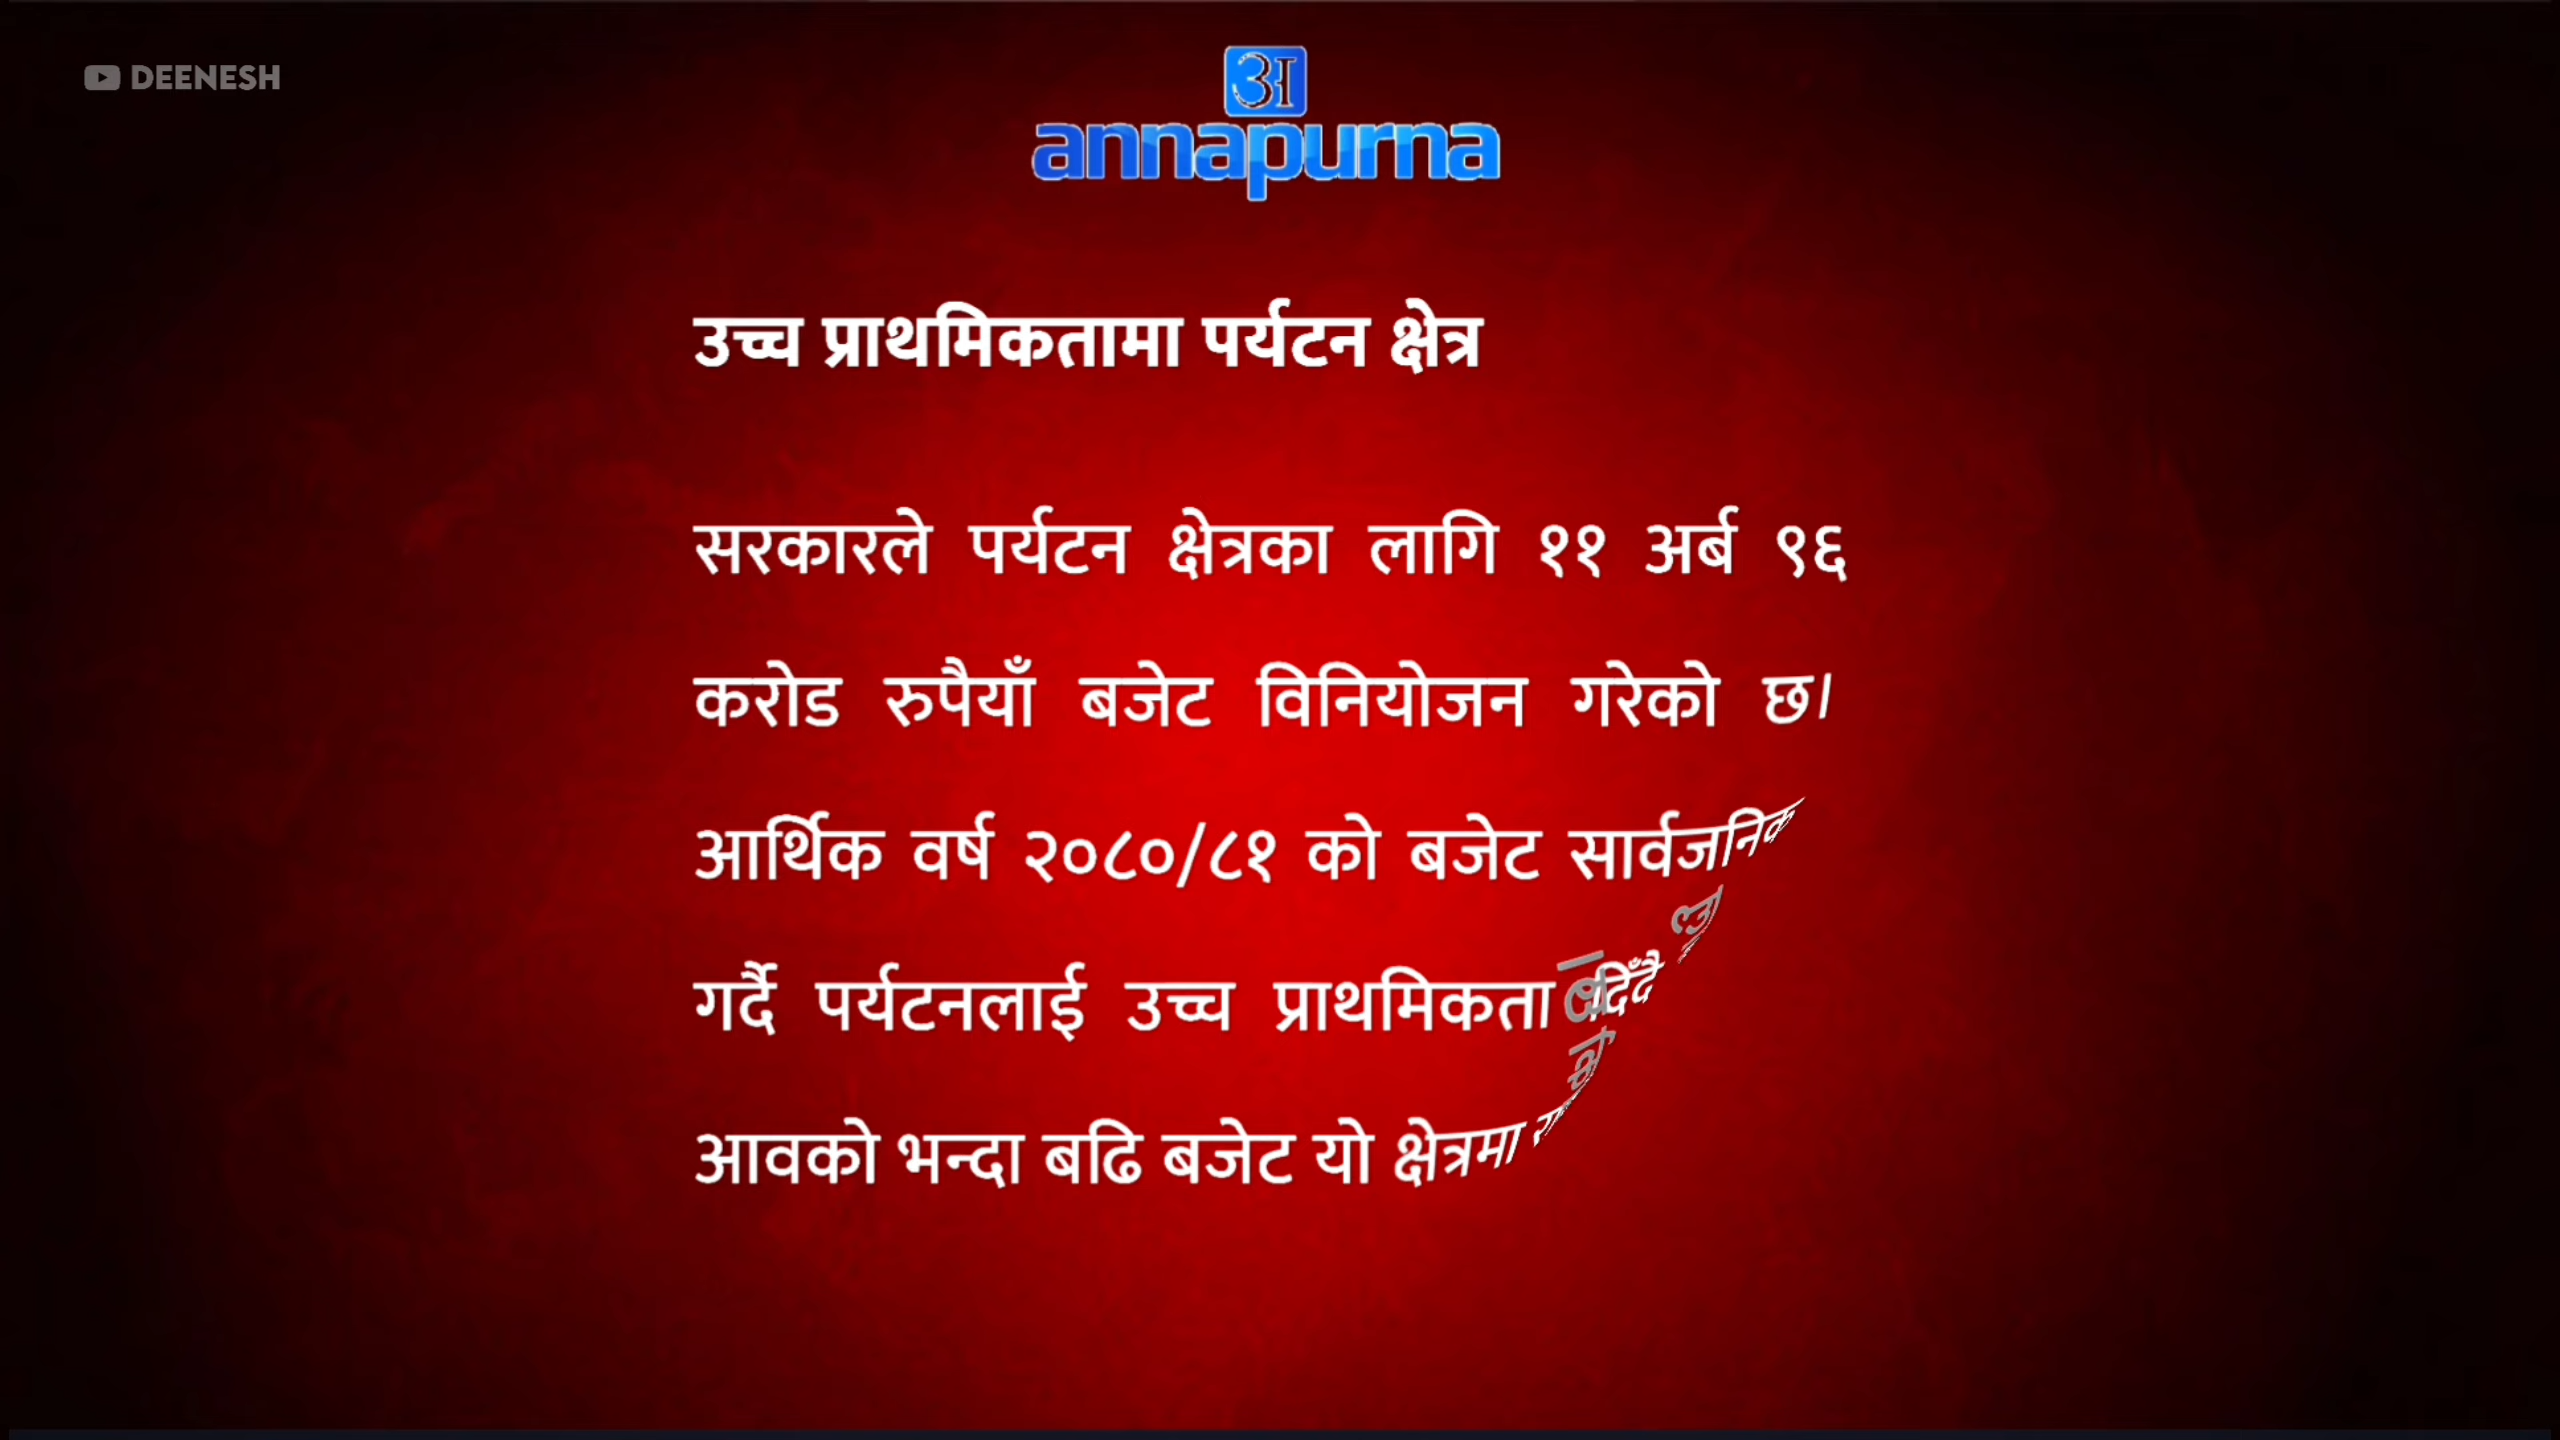 DEENESH
अ
annapurna
उच्च प्राथमिकतामा पर्यटन क्षेत्र
सरकारले पर्यटन क्षेत्रका लागि ११ अर्ब ९६
करोड रुपैयाँ बजेट विनियोजन गरेको छ।
आर्थिक वर्ष २०८०/८१ को बजेट सार्वजनिक
गर्दै पर्यटनलाई उच्च प्राथमिकता दिँदै
आवको भन्दा बढि बजेट यो क्षेत्रमा